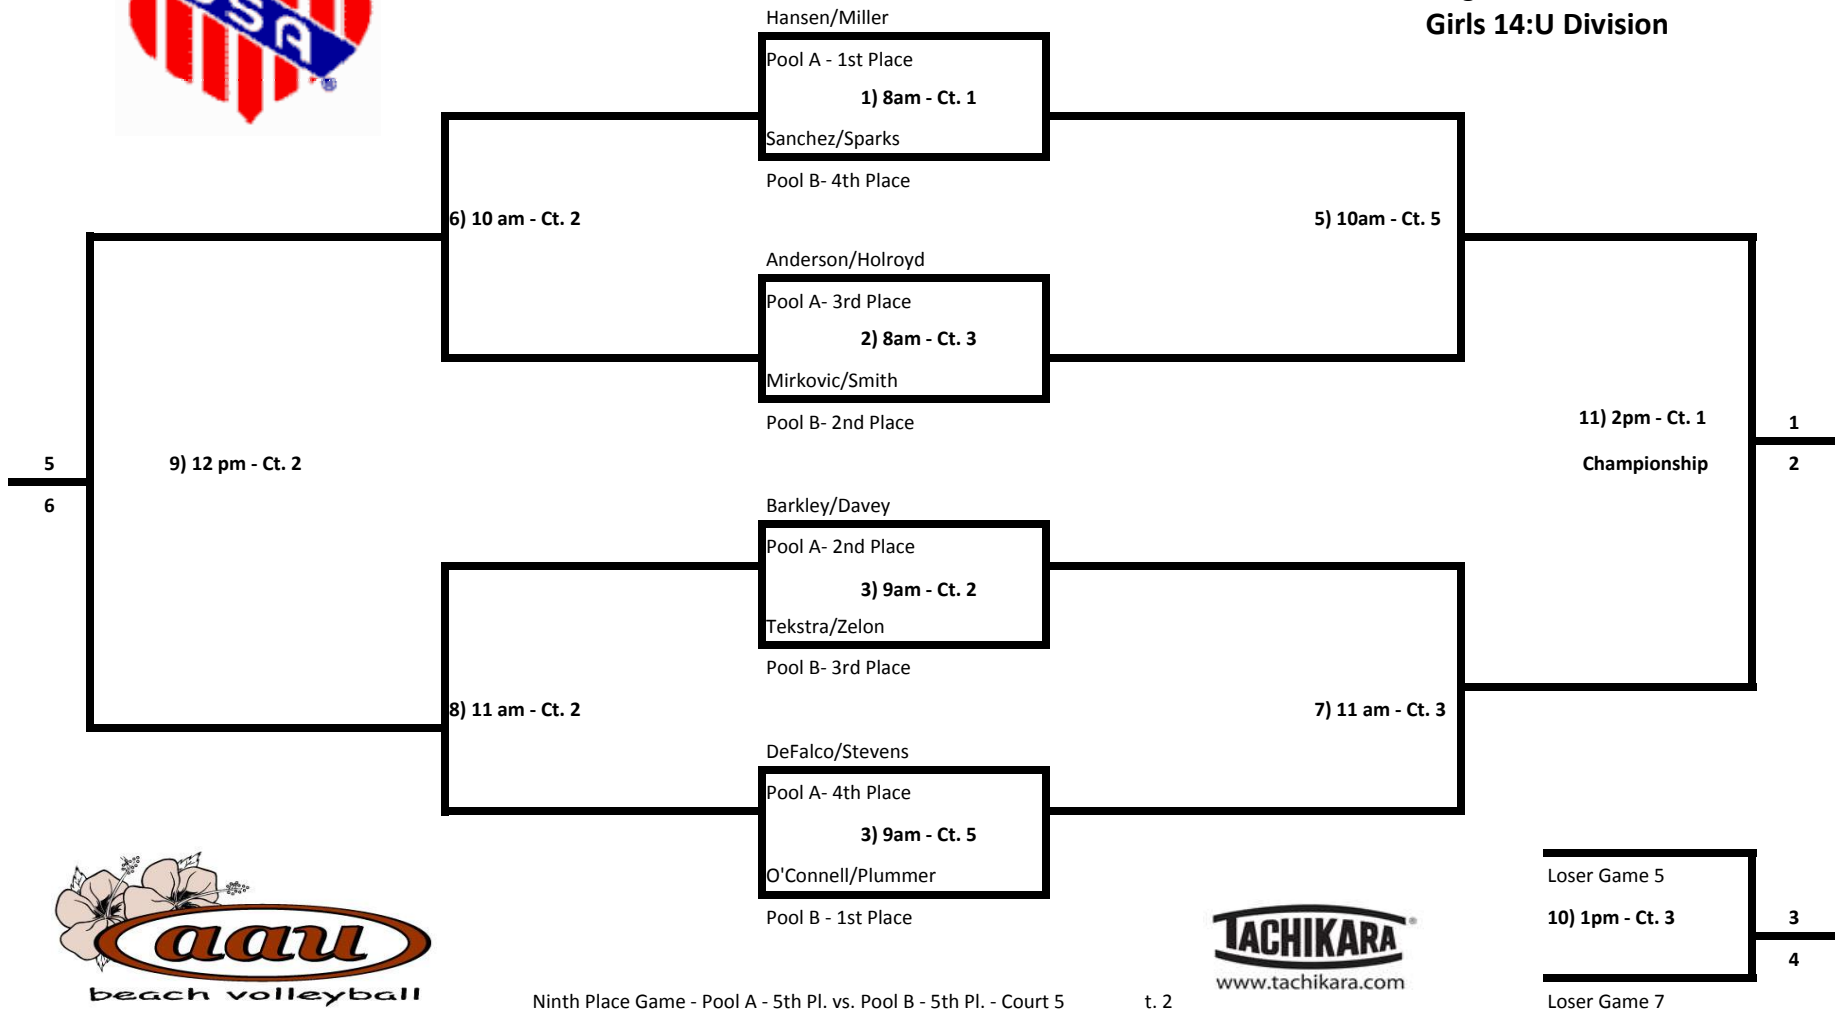 Girls 14:U Division
Hansen/Miller
Pool A - 1st Place
1) 8am - Ct. 1
Sanchez/Sparks
Pool B- 4th Place
6) 10 am - Ct. 2
5) 10am - Ct. 5
Anderson/Holroyd
Pool A- 3rd Place
2) 8am - Ct. 3
Mirkovic/Smith
Pool B- 2nd Place
11) 2pm - Ct. 1
1
5
9) 12 pm - Ct. 2
Championship
2
6
Barkley/Davey
Pool A- 2nd Place
3) 9am - Ct. 2
Tekstra/Zelon
Pool B- 3rd Place
8) 11 am - Ct. 2
7) 11 am - Ct. 3
DeFalco/Stevens
Pool A- 4th Place
3) 9am - Ct. 5
O'Connell/Plummer
Pool B - 1st Place
Loser Game 5
10) 1pm - Ct. 3
3
4
Loser Game 7
aau
beach volleyball
TACHIKARA®
www.tachikara.com
Ninth Place Game - Pool A - 5th Pl. vs. Pool B - 5th Pl. - Court 5 t. 2